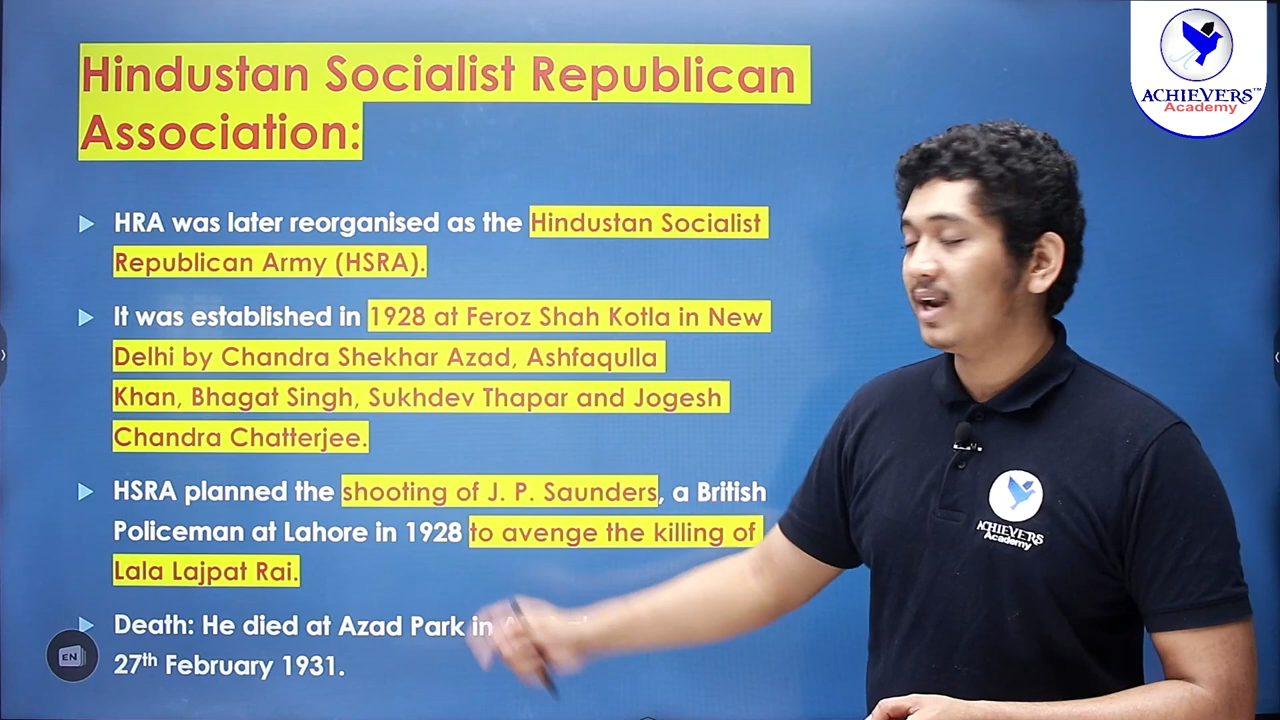 Hindustan Socialist Republican
Association:
HRA was later reorganised as the Hindustan Socialist
Republican Army (HSRA).
It was established in 1928 at Feroz Shah Kotla in New
Delhi by Chandra Shekhar Azad, Ashfaqulla
Khan, Bhagat Singh, Sukhdev Thapar and Jogesh
Chandra Chatterjee.
HSRA planned the shooting of J. P. Saunders, a British
Policeman at Lahore in 1928 to avenge the killing of
Lala Lajpat Rai.
Death: He died at Azad Park in
27th February 1931.
EN
ACHIEVERS™
Academy
ACHIEVERS
Academy